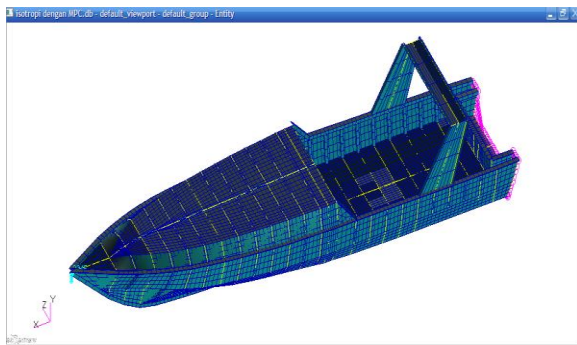 isotropi dengan MPC.db - default_viewport - default_group - Entity
Y
Z
X